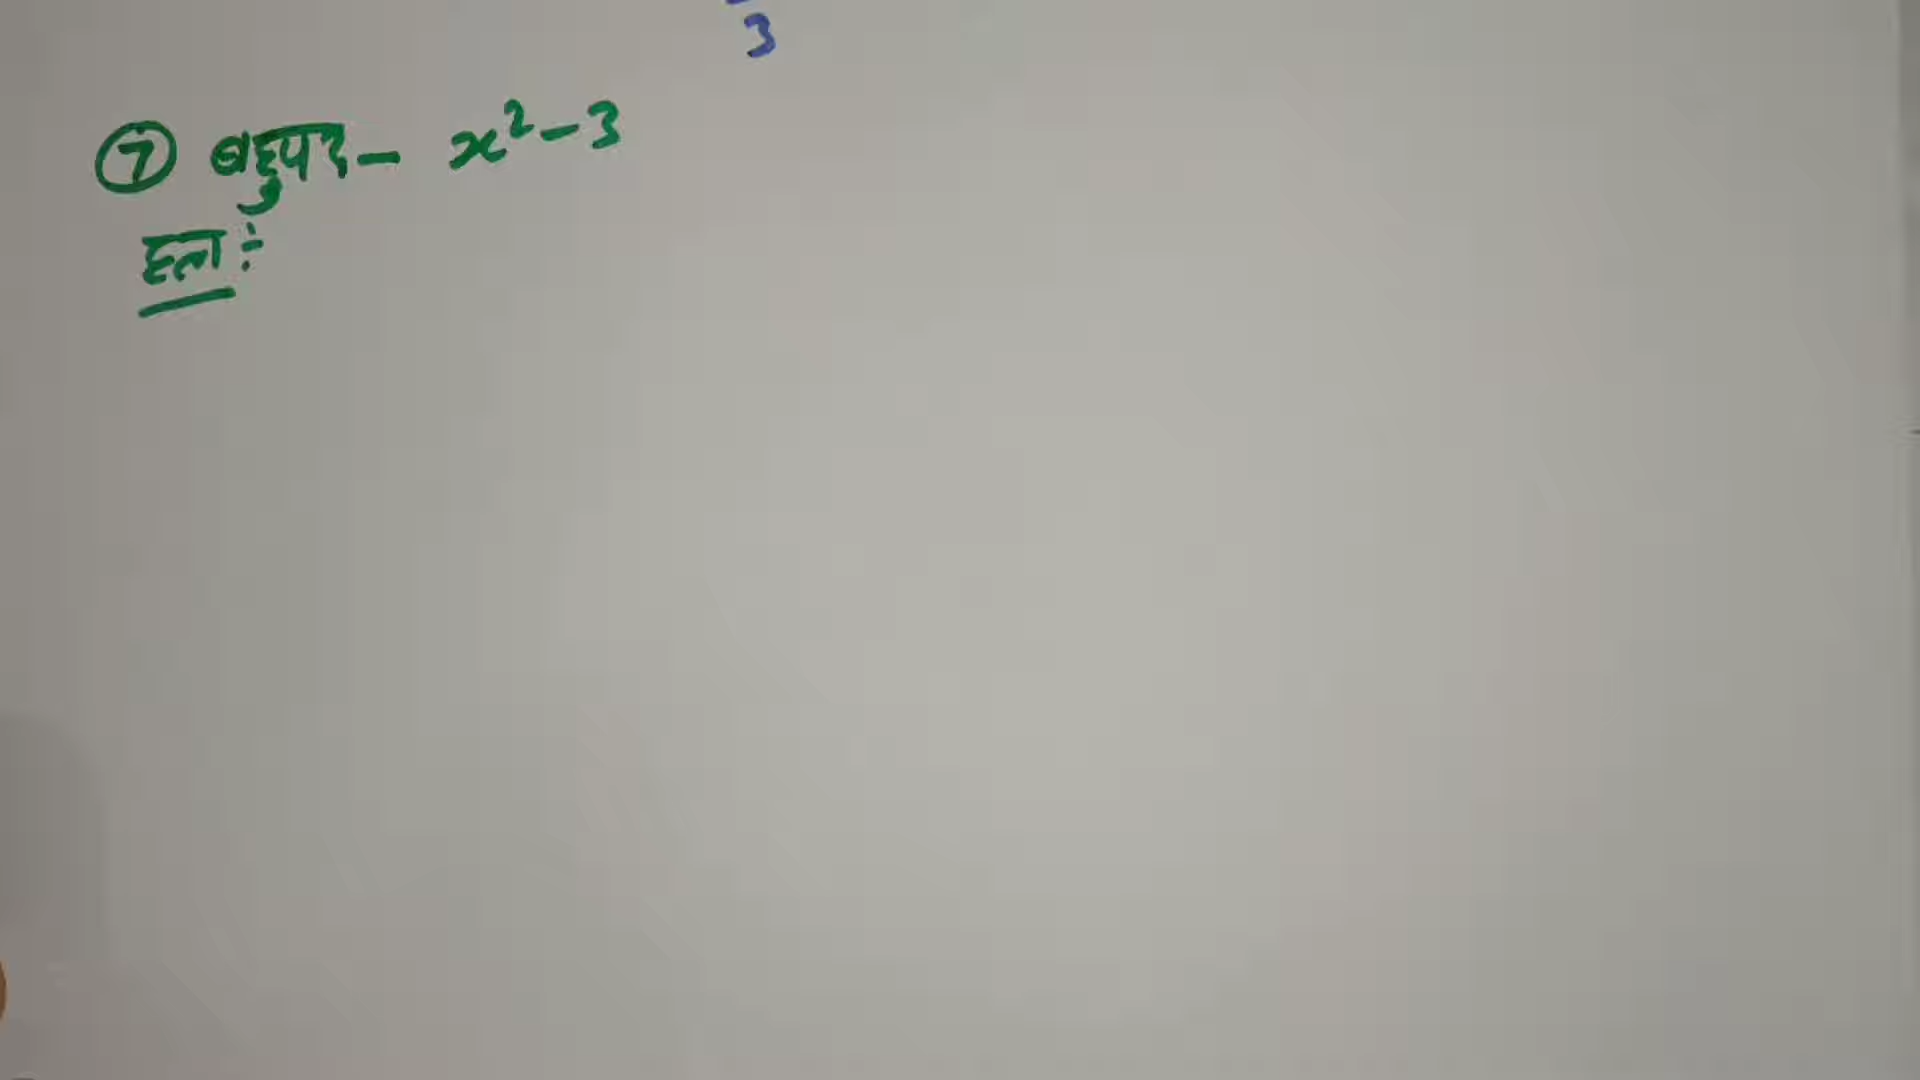 3
⑦ बहुपद - x² - 3
हल :-